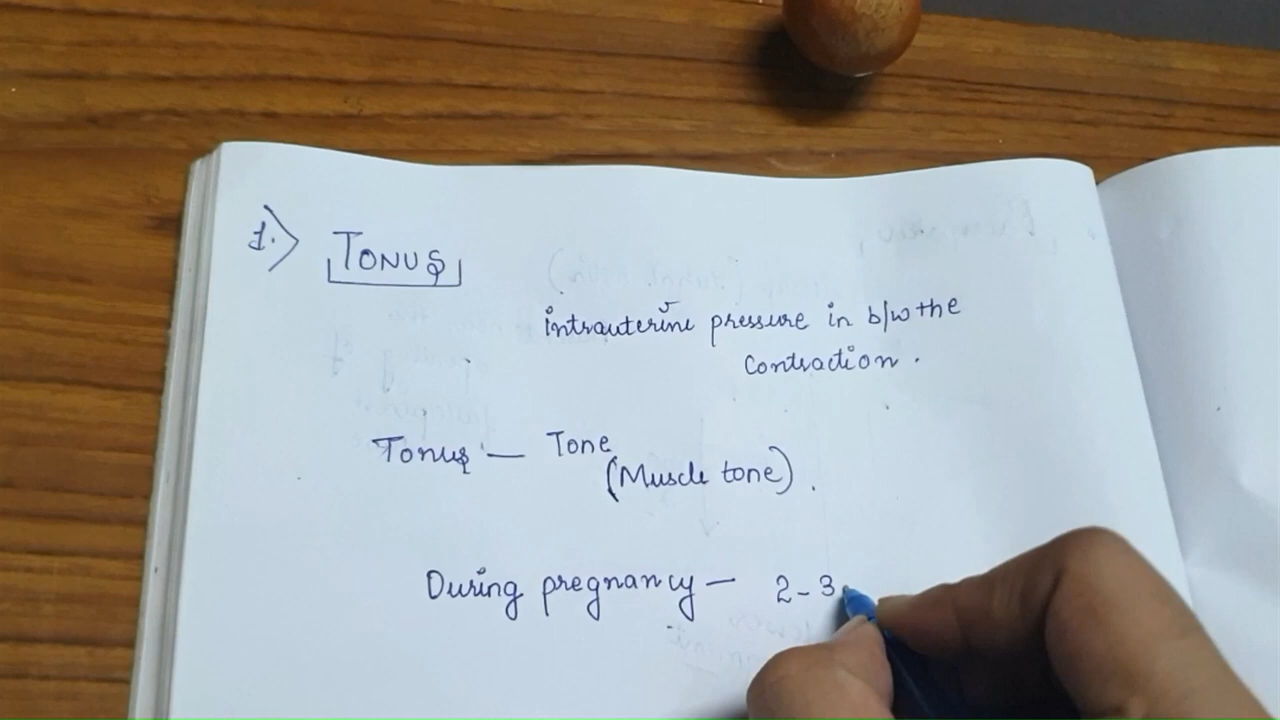 1.) TONUS
intrauterine pressure in b/w the
contraction.
Tonus — Tone
(Muscle tone).
During pregnancy — 2-3